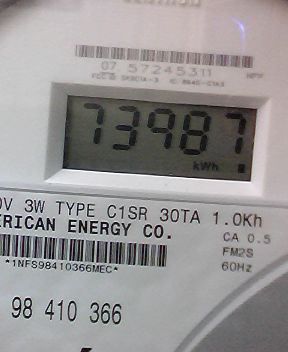 07 57245311
73987
kWh
V 3W TYPE C1SR 30TA 1.0Kh
RICAN ENERGY CO.
CA 0.5
FM2S
60Hz
*1NFS98410366MEC*
98 410 366